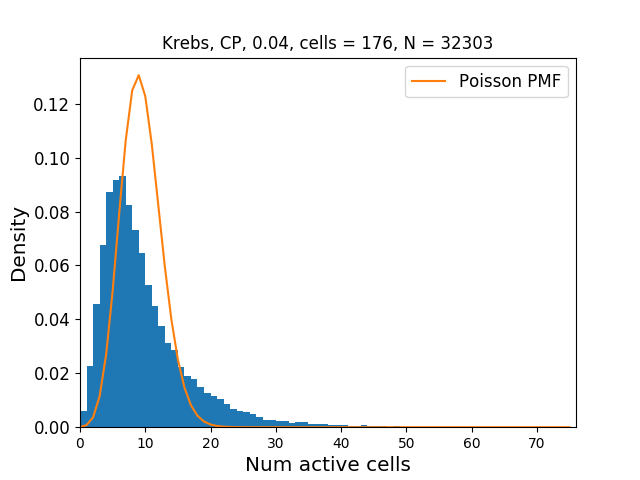 Krebs, CP, 0.04, cells = 176, N = 32303
Poisson PMF
0.12
0.10
0.08
0.06
0.04
0.02
0.00
Density
0 10 20 30 40 50 60 70
Num active cells